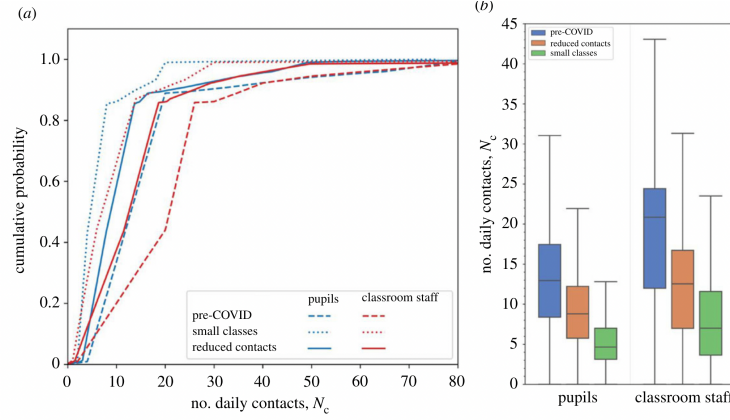 (a)
cumulative probability
1.0
0.8
0.6
0.4
0.2
0
0 10 20 30 40 50 60 70 80
no. daily contacts, Nc
pupils classroom staff
pre-COVID
small classes
reduced contacts
(b)
no. daily contacts, Nc
45
40
35
30
25
20
15
10
5
0
pre-COVID
reduced contacts
small classes
pupils classroom staff